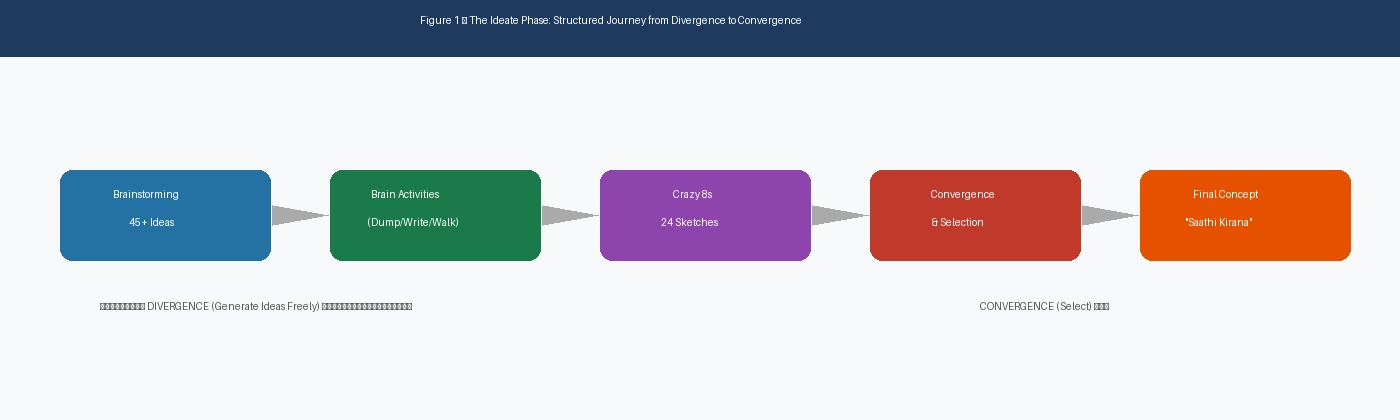 Figure 1 ▯ The Ideate Phase: Structured Journey from Divergence to Convergence
Brainstorming
45+ Ideas
Brain Activities
(Dump/Write/Walk)
Crazy 8s
24 Sketches
Convergence
& Selection
Final Concept
"Saathi Kirana"
DIVERGENCE (Generate Ideas Freely)
CONVERGENCE (Select)